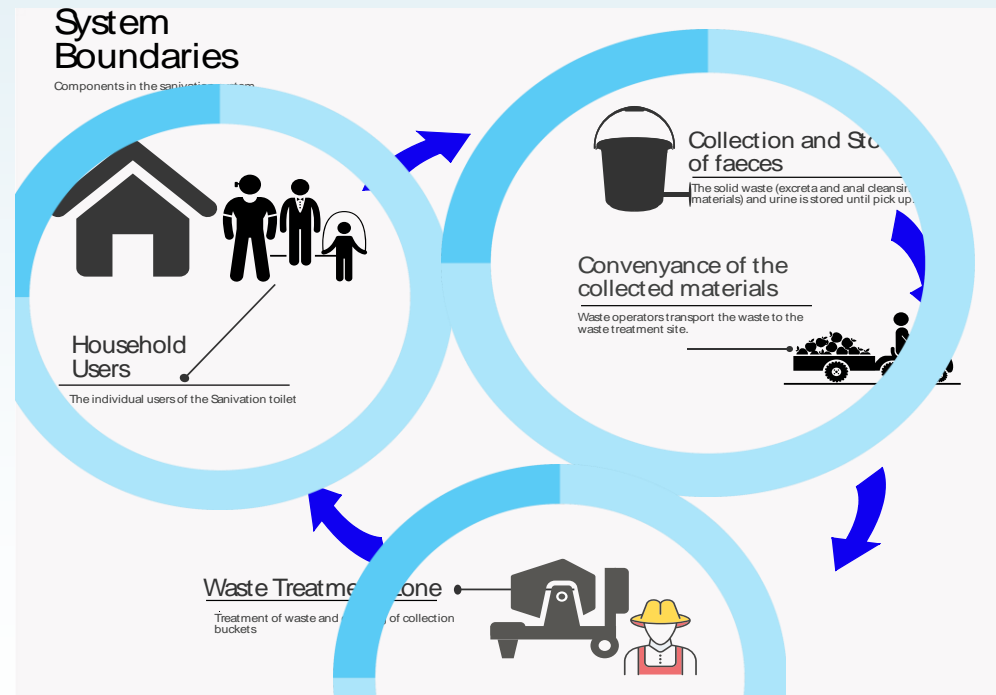 System
Boundaries
Components in the sanivation system
Collection and Sto
of faeces
The solid waste (excreta and anal cleansin
materials) and urine is stored until pick up.
Convenyance of the
collected materials
Waste operators transport the waste to the
waste treatment site.
Household
Users
The individual users of the Sanivation toilet
Waste Treatment Zone
Treatment of waste and of collection
buckets